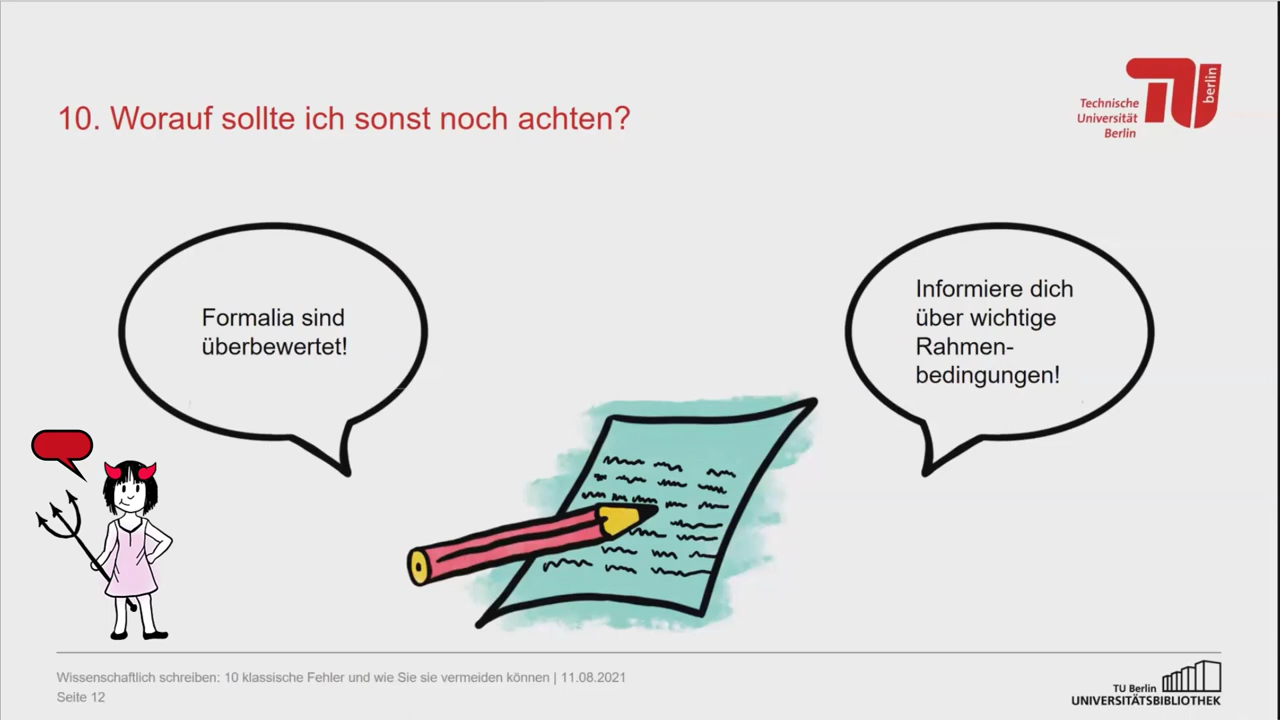 10. Worauf sollte ich sonst noch achten?
Technische
Universität
Berlin
berlin
Formalia sind
überbewertet!
Informiere dich
über wichtige
Rahmen-
bedingungen!
Wissenschaftlich schreiben: 10 klassische Fehler und wie Sie sie vermeiden können | 11.08.2021
Seite 12
TU Berlin
UNIVERSITÄTSBIBLIOTHEK